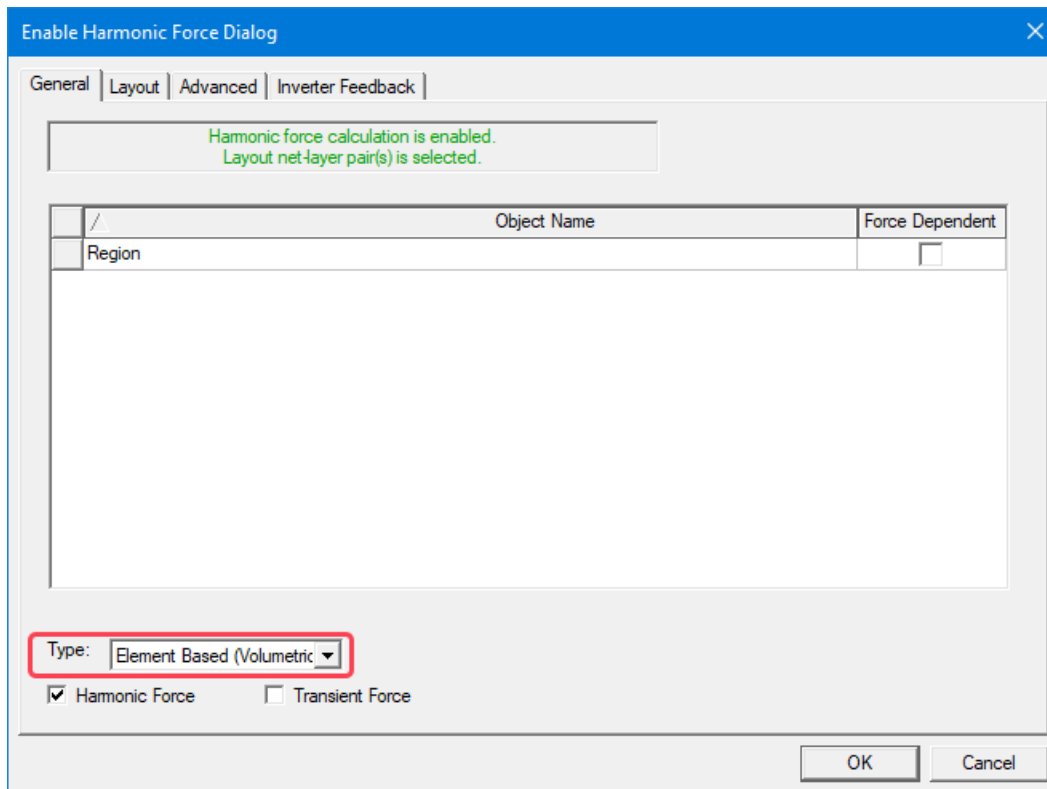 Enable Harmonic Force Dialog
General Layout Advanced Inverter Feedback
Harmonic force calculation is enabled.
Layout net-layer pair(s) is selected.
Object Name Force Dependent
Region
Type: Element Based (Volumetric
Harmonic Force Transient Force
OK Cancel